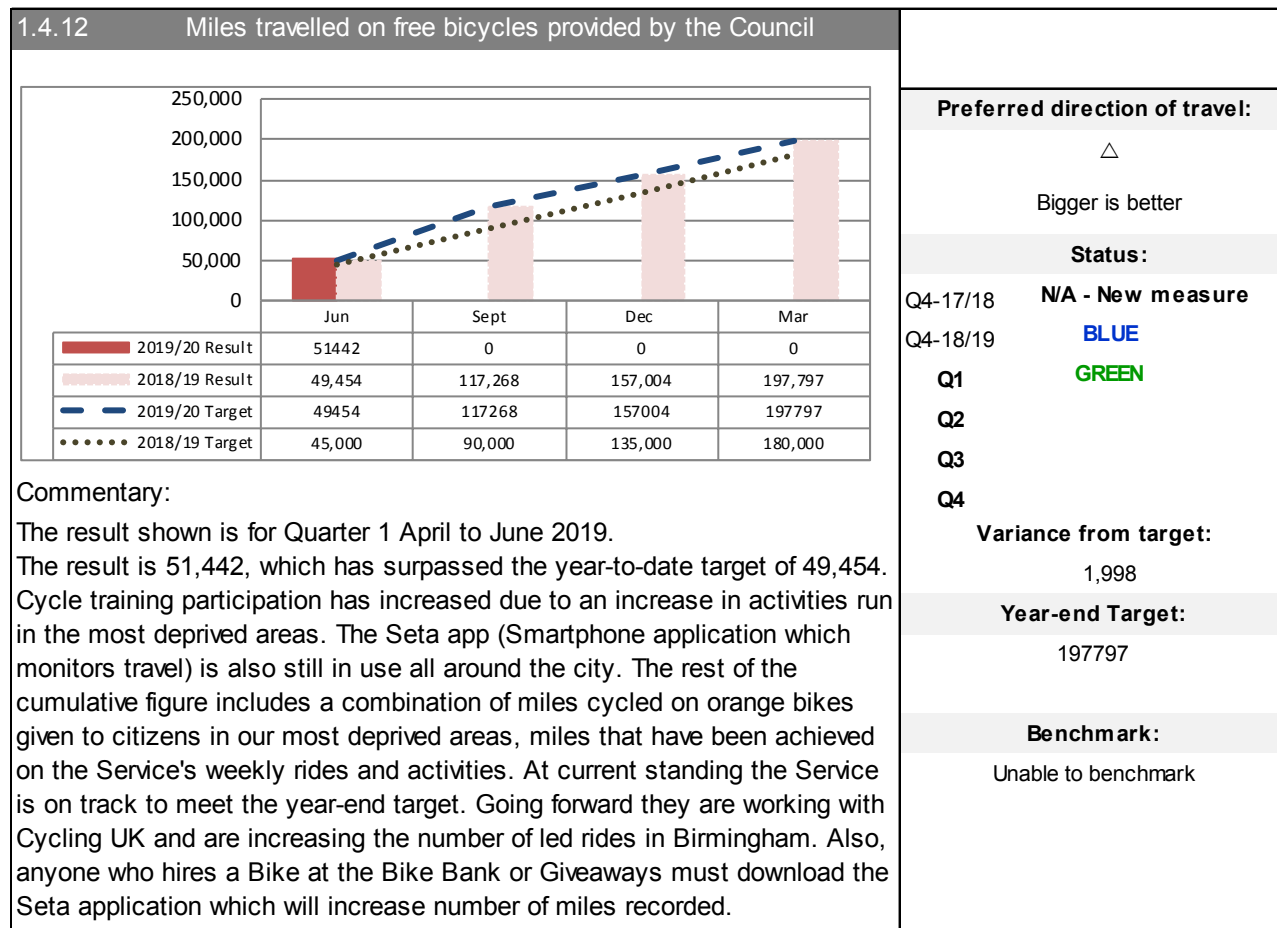 1.4.12 Miles travelled on free bicycles provided by the Council
250,000
200,000
150,000
100,000
50,000
0
Jun Sept Dec Mar
2019/20 Result 51442 0 0 0
2018/19 Result 49,454 117,268 157,004 197,797
2019/20 Target 49454 117268 157004 197797
2018/19 Target 45,000 90,000 135,000 180,000
Commentary:
The result shown is for Quarter 1 April to June 2019.
The result is 51,442, which has surpassed the year-to-date target of 49,454.
Cycle training participation has increased due to an increase in activities run
in the most deprived areas. The Seta app (Smartphone application which
monitors travel) is also still in use all around the city. The rest of the
cumulative figure includes a combination of miles cycled on orange bikes
given to citizens in our most deprived areas, miles that have been achieved
on the Service's weekly rides and activities. At current standing the Service
is on track to meet the year-end target. Going forward they are working with
Cycling UK and are increasing the number of led rides in Birmingham. Also,
anyone who hires a Bike at the Bike Bank or Giveaways must download the
Seta application which will increase number of miles recorded.
Preferred direction of travel:
△
Bigger is better
Status:
Q4-17/18 N/A - New measure
Q4-18/19 BLUE
Q1 GREEN
Q2
Q3
Q4
Variance from target:
1,998
Year-end Target:
197797
Benchmark:
Unable to benchmark